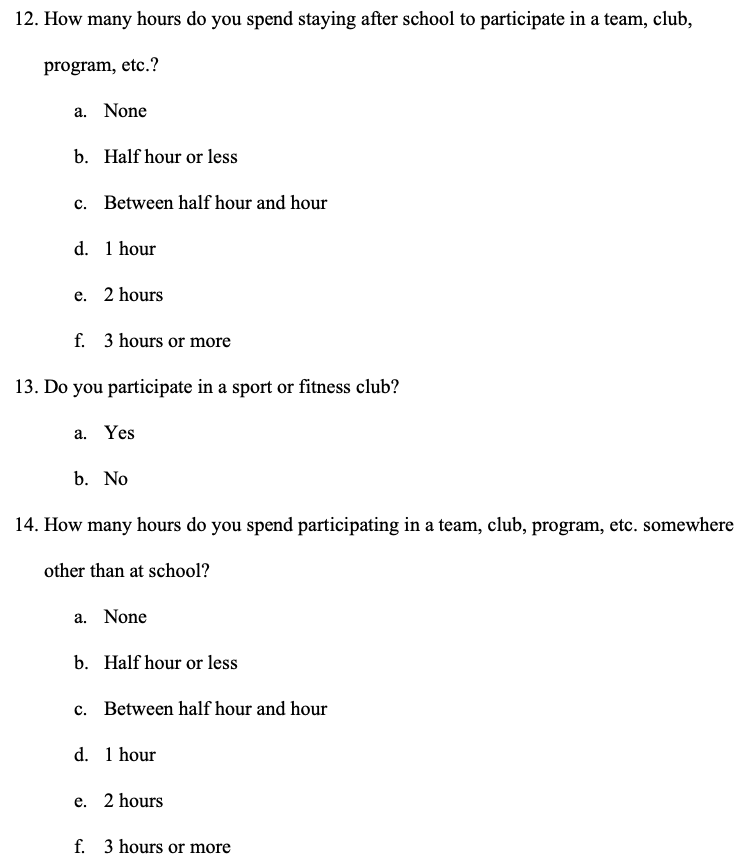 12. How many hours do you spend staying after school to participate in a team, club,
program, etc.?
a. None
b. Half hour or less
c. Between half hour and hour
d. 1 hour
e. 2 hours
f. 3 hours or more
13. Do you participate in a sport or fitness club?
a. Yes
b. No
14. How many hours do you spend participating in a team, club, program, etc. somewhere
other than at school?
a. None
b. Half hour or less
c. Between half hour and hour
d. 1 hour
e. 2 hours
f. 3 hours or more